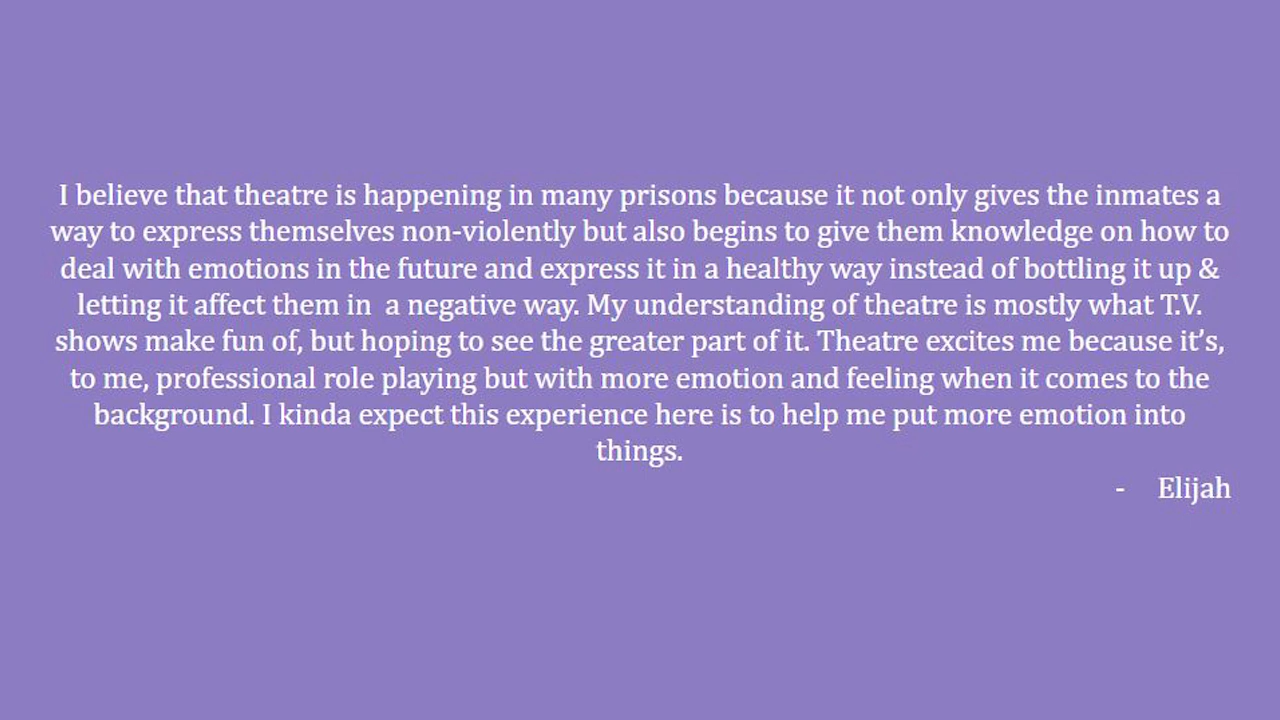 I believe that theatre is happening in many prisons because it not only gives the inmates a
way to express themselves non-violently but also begins to give them knowledge on how to
deal with emotions in the future and express it in a healthy way instead of bottling it up &
letting it affect them in  a negative way. My understanding of theatre is mostly what T.V.
shows make fun of, but hoping to see the greater part of it. Theatre excites me because it’s,
to me, professional role playing but with more emotion and feeling when it comes to the
background. I kinda expect this experience here is to help me put more emotion into
things.
- Elijah